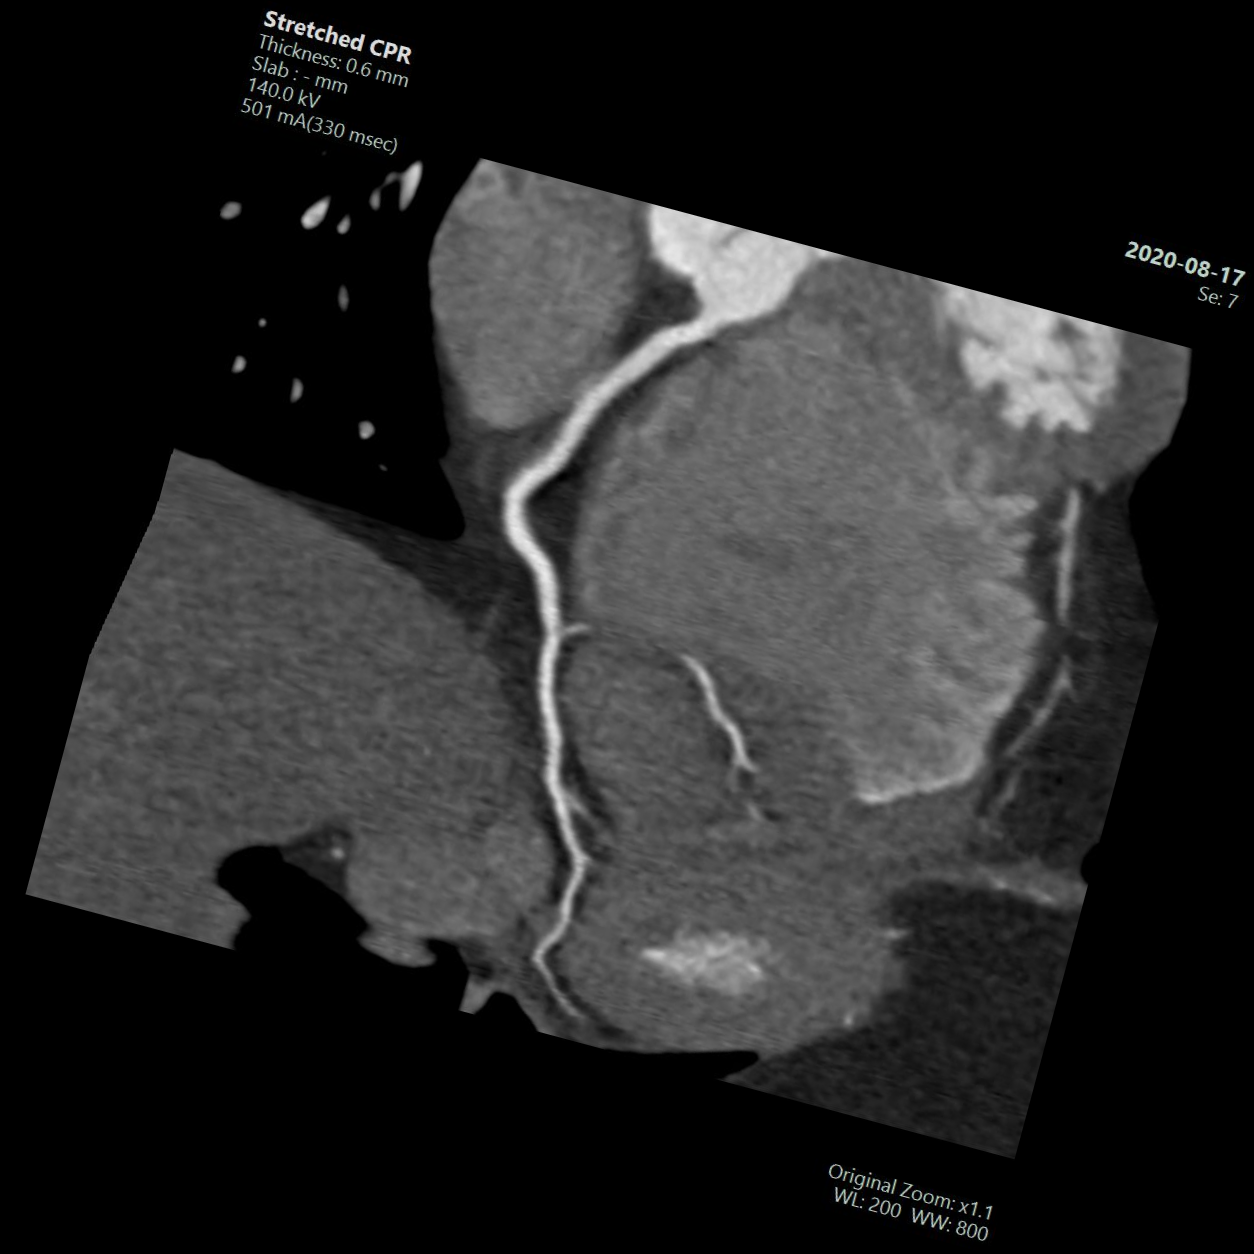 Stretched CPR
Thickness: 0.6 mm
Slab : - mm
140.0 kV
501 mA(330 msec)
2020-08-17
Se: 7
Original Zoom: x1.1
WL: 200 WW: 800